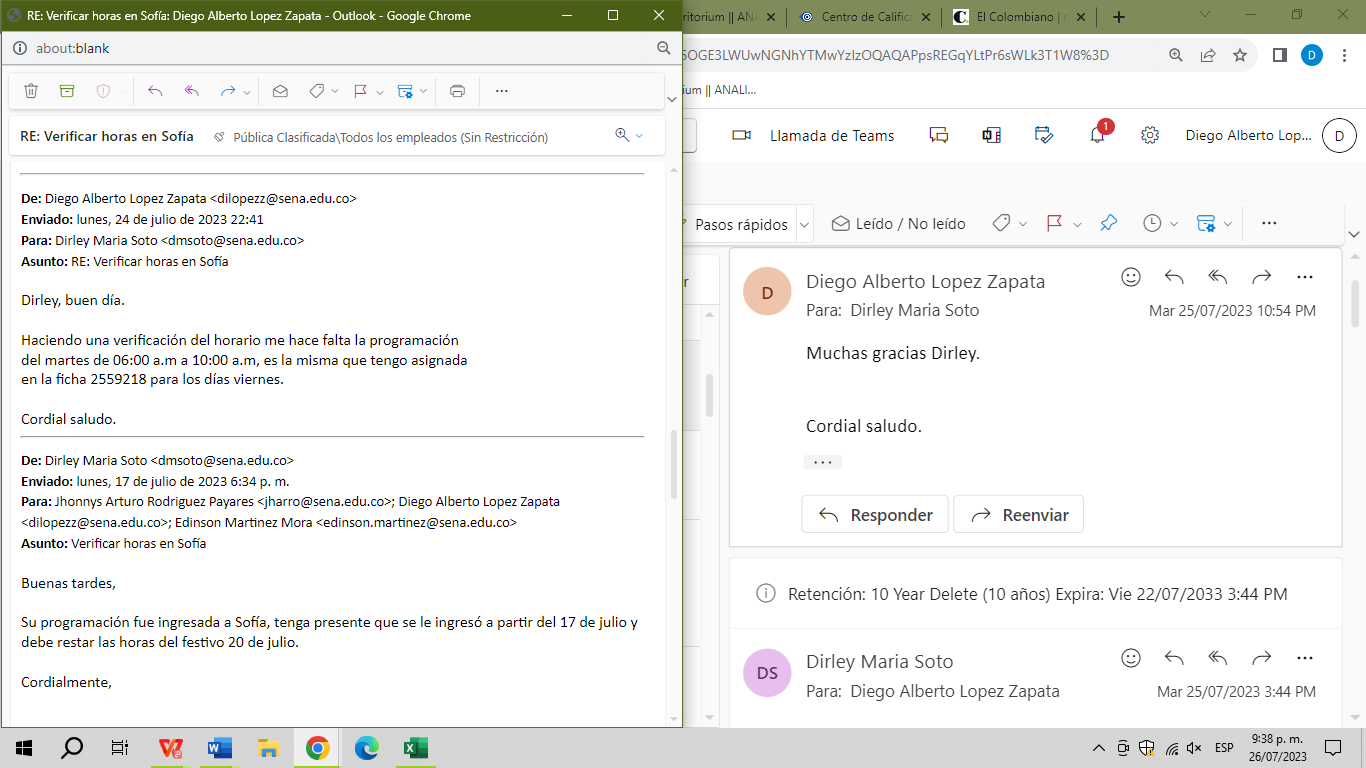 RE: Verificar horas en Sofía: Diego Alberto Lopez Zapata - Outlook - Google Chrome
about:blank
RE: Verificar horas en Sofía Pública Clasificada\Todos los empleados (Sin Restricción)
De: Diego Alberto Lopez Zapata <dilopezz@sena.edu.co>
Enviado: lunes, 24 de julio de 2023 22:41
Para: Dirley Maria Soto <dmsoto@sena.edu.co>
Asunto: RE: Verificar horas en Sofía
Dirley, buen día.
Haciendo una verificación del horario me hace falta la programación
del martes de 06:00 a.m a 10:00 a.m, es la misma que tengo asignada
en la ficha 2559218 para los días viernes.
Cordial saludo.
De: Dirley Maria Soto <dmsoto@sena.edu.co>
Enviado: lunes, 17 de julio de 2023 6:34 p. m.
Para: Jhonnys Arturo Rodriguez Payares <jharro@sena.edu.co>; Diego Alberto Lopez Zapata
<dilopezz@sena.edu.co>; Edinson Martinez Mora <edinson.martinez@sena.edu.co>
Asunto: Verificar horas en Sofía
Buenas tardes,
Su programación fue ingresada a Sofía, tenga presente que se le ingresó a partir del 17 de julio y
debe restar las horas del festivo 20 de julio.
Cordialmente,
ritorium || ANAL Centro de Califica El Colombiano | n
5OGE3LWUwNGNhYTMwYzIzOQAQAPpsREGqYLtPr6sWLk3T1W8%3D D
ium || ANALI...
Llamada de Teams 1 Diego Alberto Lop... D
Pasos rápidos Leído / No leído
r
D
Diego Alberto Lopez Zapata
Para: Dirley Maria Soto Mar 25/07/2023 10:54 PM
Muchas gracias Dirley.
Cordial saludo.
Responder Reenviar
Retención: 10 Year Delete (10 años) Expira: Vie 22/07/2033 3:44 PM
DS
Dirley Maria Soto
Para: Diego Alberto Lopez Zapata Mar 25/07/2023 3:44 PM
ESP
9:38 p. m.
26/07/2023